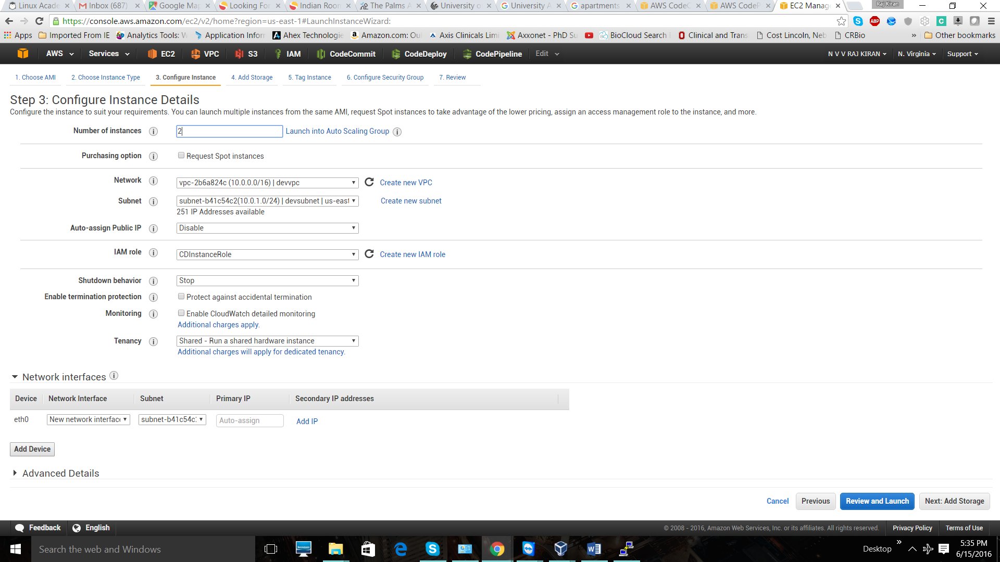 Linux Acade
Inbox (687)
Google Map
Looking For
Indian Room
The Palms A
University o
University A
apartments
AWS CodeC
AWS CodeP
EC2 Manag
Raj Kiran
https://console.aws.amazon.com/ec2/v2/home?region=us-east-1#LaunchInstanceWizard:
ABP
Apps
Imported From IE
Analytics Tools: W
Application Inforr
Ahex Technologie
Amazon.com: Ou
Axis Clinicals Limi
Axxonet - PhD Su
BioCloud Search
Clinical and Trans
Cost Lincoln, Neb
CRBio
»
Other bookmarks
AWS
Services
EC2
VPC
S3
IAM
CodeCommit
CodeDeploy
CodePipeline
Edit
N V V RAJ KIRAN
N. Virginia
Support
1. Choose AMI
2. Choose Instance Type
3. Configure Instance
4. Add Storage
5. Tag Instance
6. Configure Security Group
7. Review
Step 3: Configure Instance Details
Configure the instance to suit your requirements. You can launch multiple instances from the same AMI, request Spot instances to take advantage of the lower pricing, assign an access management role to the instance, and more.
Number of instances
2
Launch into Auto Scaling Group
Purchasing option
Request Spot instances
Network
vpc-2b6a824c (10.0.0.0/16) | devvpc
Create new VPC
Subnet
subnet-b41c54c2(10.0.1.0/24) | devsubnet | us-east
Create new subnet
251 IP Addresses available
Auto-assign Public IP
Disable
IAM role
CDInstanceRole
Create new IAM role
Shutdown behavior
Stop
Enable termination protection
Protect against accidental termination
Monitoring
Enable CloudWatch detailed monitoring
Additional charges apply.
Tenancy
Shared - Run a shared hardware instance
Additional charges will apply for dedicated tenancy.
Network interfaces
Device
Network Interface
Subnet
Primary IP
Secondary IP addresses
eth0
New network interface
subnet-b41c54c2
Auto-assign
Add IP
Add Device
Advanced Details
Cancel
Previous
Review and Launch
Next: Add Storage
Feedback
English
© 2008 - 2016, Amazon Web Services, Inc. or its affiliates. All rights reserved.
Privacy Policy
Terms of Use
Search the web and Windows
Desktop
»
5:35 PM
6/15/2016